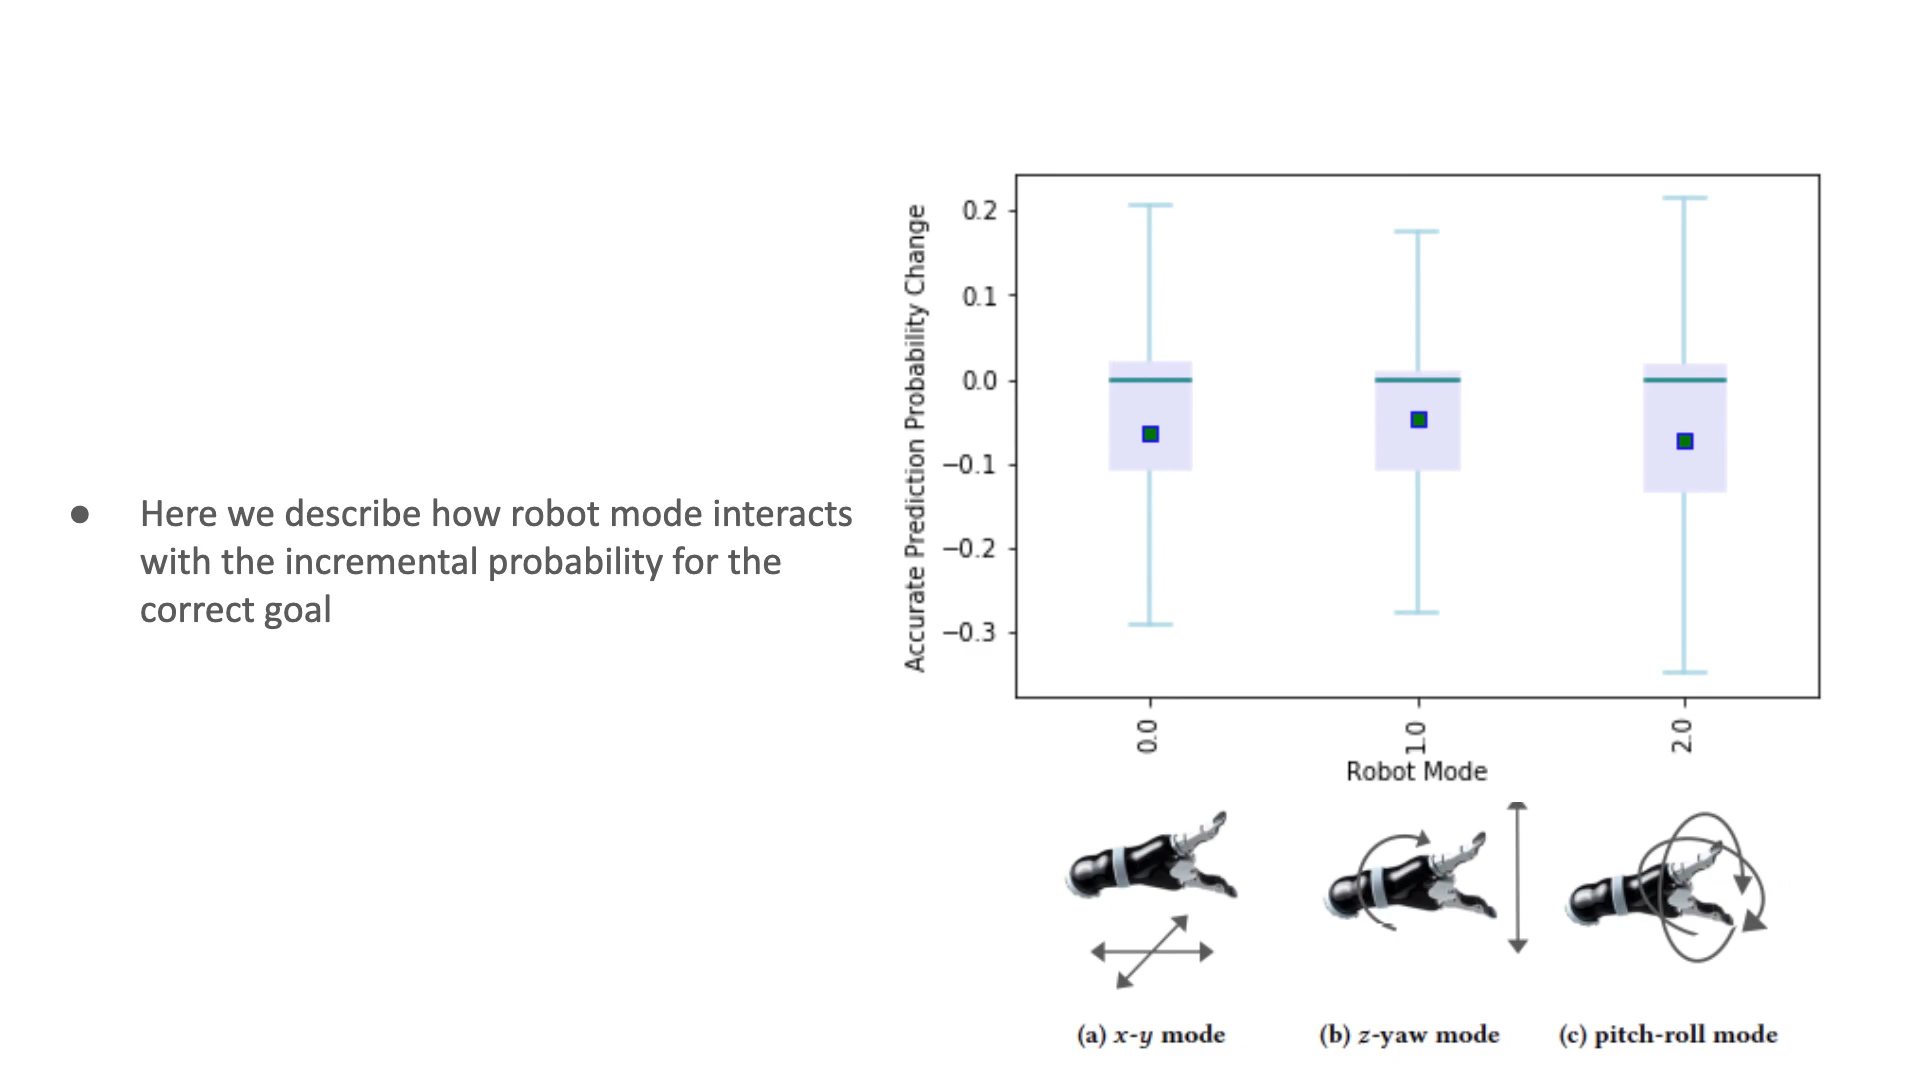 ● Here we describe how robot mode interacts
with the incremental probability for the
correct goal
Accurate Prediction Probability Change
0.2
0.1
0.0
−0.1
−0.2
−0.3
0.0 1.0 2.0
Robot Mode
(a) x-y mode (b) z-yaw mode (c) pitch-roll mode